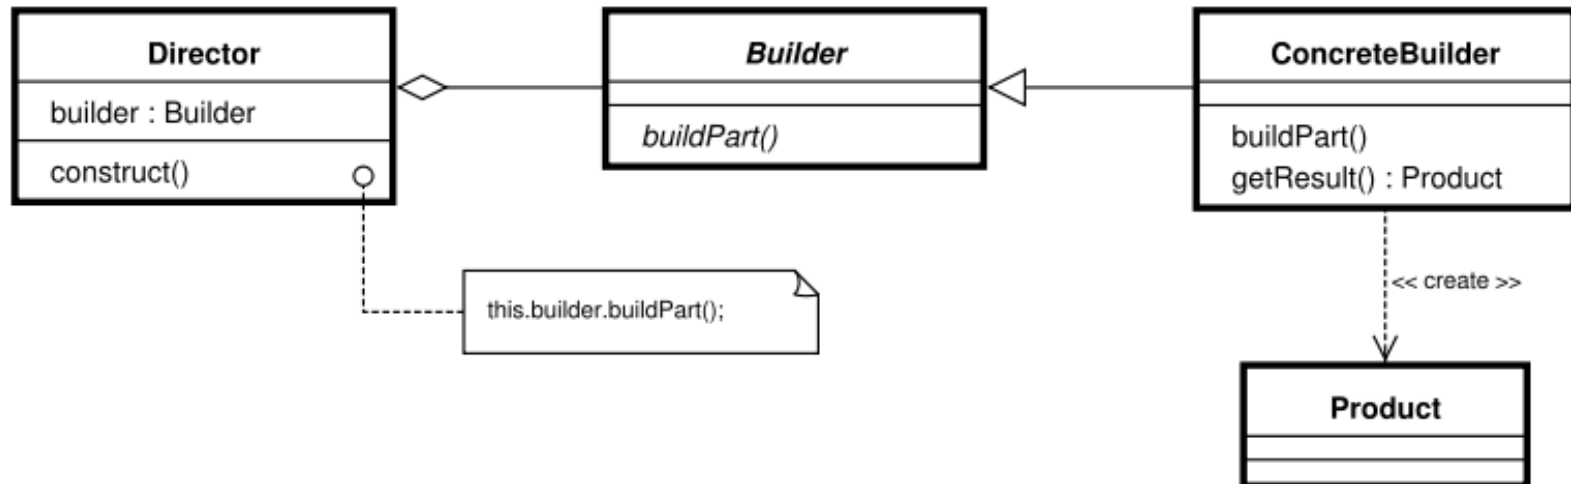 Director
builder : Builder
construct()
Builder
buildPart()
ConcreteBuilder
buildPart()
getResult() : Product
this.builder.buildPart();
<< create >>
Product